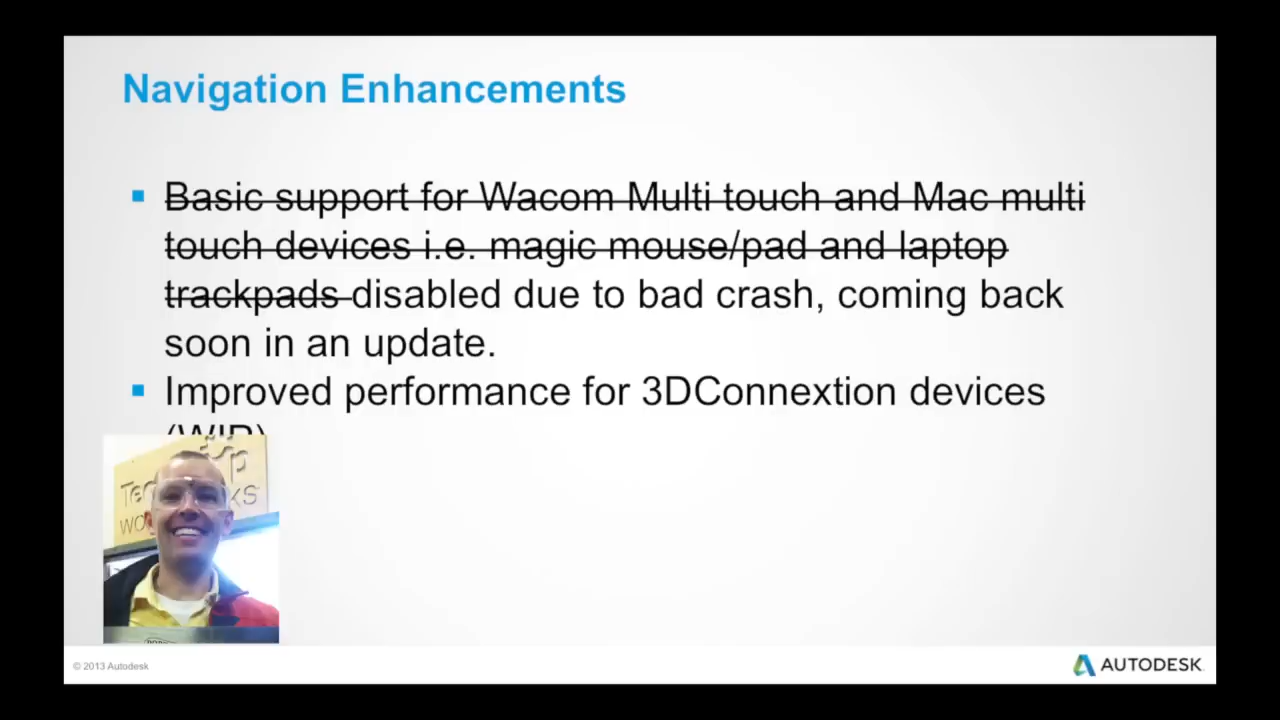 Navigation Enhancements
Basic support for Wacom Multi touch and Mac multi
touch devices i.e. magic mouse/pad and laptop
trackpads disabled due to bad crash, coming back
soon in an update.
Improved performance for 3DConnextion devices
(WIP)
© 2013 Autodesk
AUTODESK